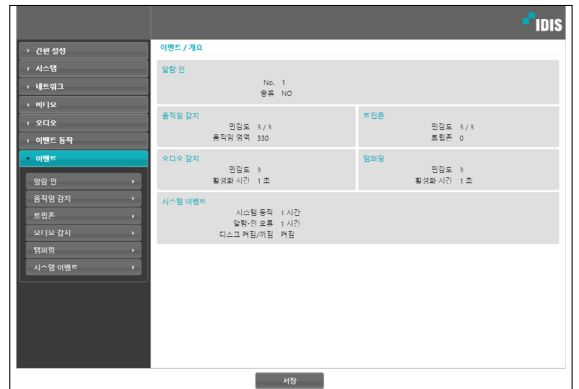 IDIS
간편 설정
시스템
네트워크
비디오
오디오
이벤트 동작
이벤트
알람 인
움직임 감지
트립존
오디오 감지
탬퍼링
시스템 이벤트
이벤트 / 개요
알람 인
No. 1
종류 NO
움직임 감지
민감도 3 / 3
움직임 영역 330
트립존
민감도 3 / 3
트립존 0
오디오 감지
민감도 3
활성화 시간 1 초
탬퍼링
민감도 3
활성화 시간 1 초
시스템 이벤트
시스템 동작 1 시간
알람-인 오류 1 시간
디스크 켜짐/꺼짐 켜짐
저장